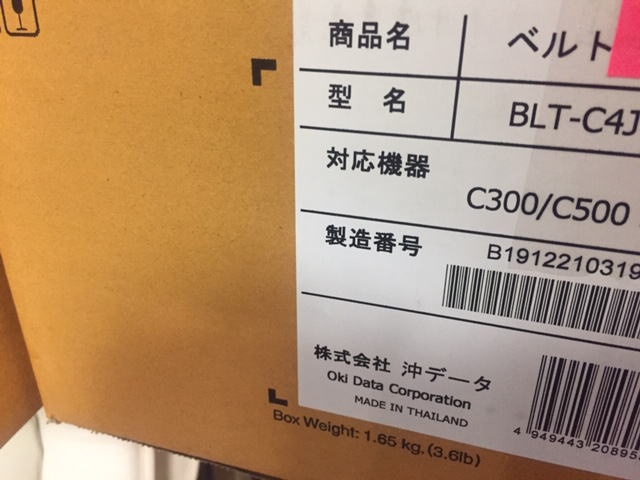 商品名 ベルト
型 名 BLT-C4J
対応機器
C300/C500
製造番号 B1912210319
株式会社 沖データ
Oki Data Corporation
MADE IN THAILAND
4 949443 20895
Box Weight: 1.65 kg, (3.6lb)